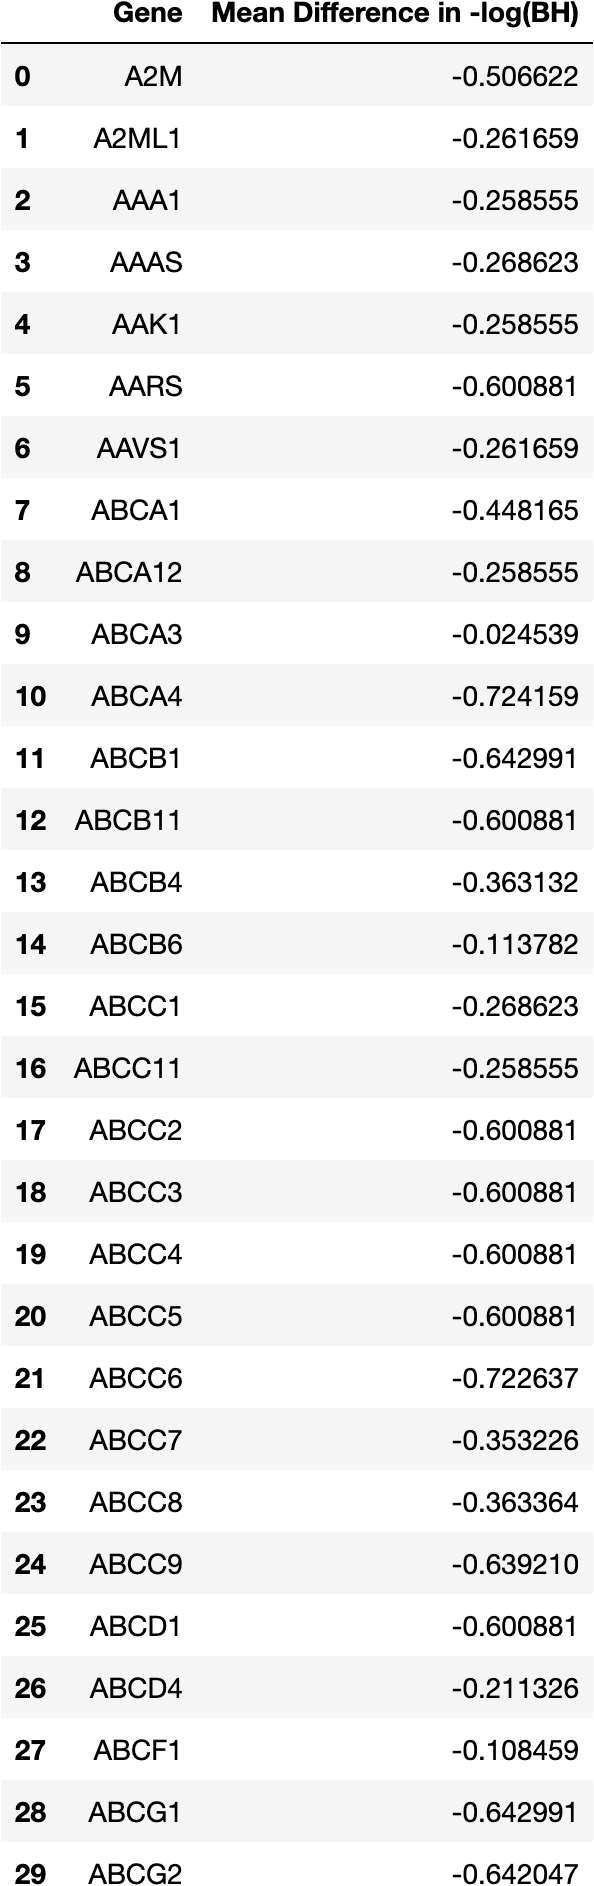 Gene Mean Difference in -log(BH)
0 A2M -0.506622
1 A2ML1 -0.261659
2 AAA1 -0.258555
3 AAAS -0.268623
4 AAK1 -0.258555
5 AARS -0.600881
6 AAVS1 -0.261659
7 ABCA1 -0.448165
8 ABCA12 -0.258555
9 ABCA3 -0.024539
10 ABCA4 -0.724159
11 ABCB1 -0.642991
12 ABCB11 -0.600881
13 ABCB4 -0.363132
14 ABCB6 -0.113782
15 ABCC1 -0.268623
16 ABCC11 -0.258555
17 ABCC2 -0.600881
18 ABCC3 -0.600881
19 ABCC4 -0.600881
20 ABCC5 -0.600881
21 ABCC6 -0.722637
22 ABCC7 -0.353226
23 ABCC8 -0.363364
24 ABCC9 -0.639210
25 ABCD1 -0.600881
26 ABCD4 -0.211326
27 ABCF1 -0.108459
28 ABCG1 -0.642991
29 ABCG2 -0.642047